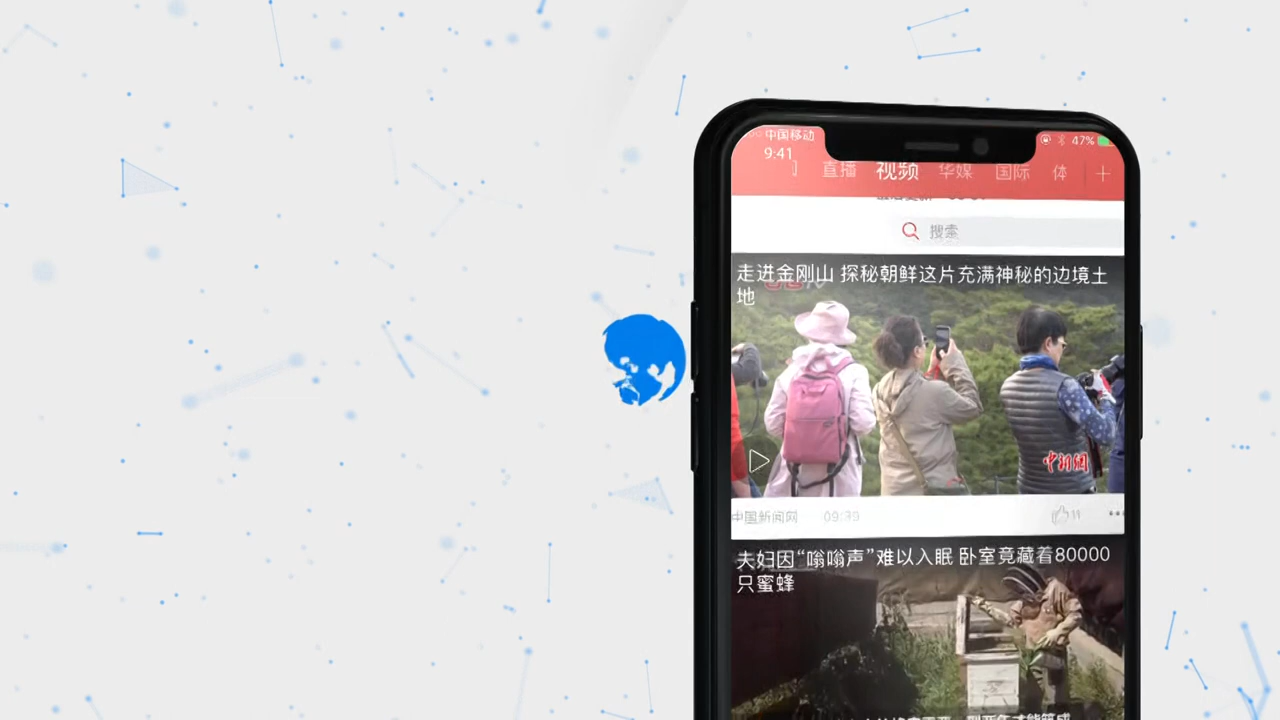 中国移动
47%
9:41
直播 视频 华媒 国际 体 +
搜索
走进金刚山 探秘朝鲜这片充满神秘的边境土
地
中新网
中国新闻网 09:39 11
夫妇因“嗡嗡声”难以入眠 卧室竟藏着80000
只蜜蜂